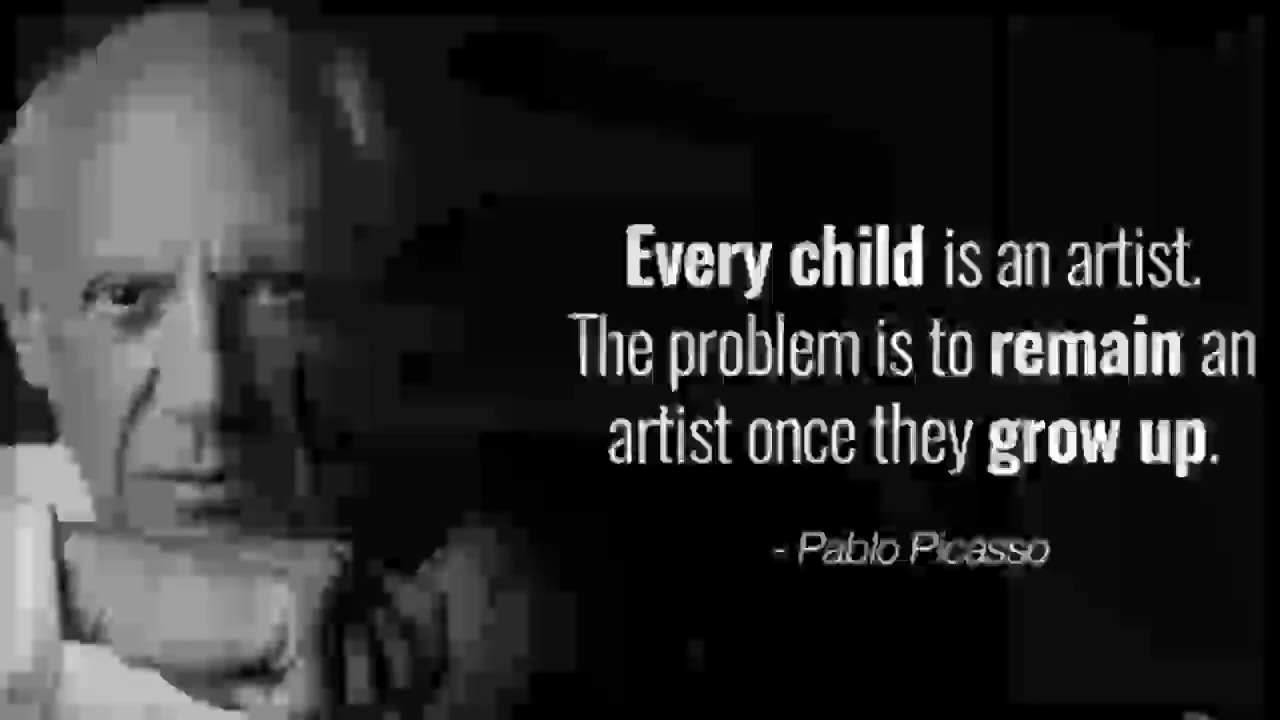 Every child is an artist.
The problem is to remain an
artist once they grow up.
- Pablo Picasso